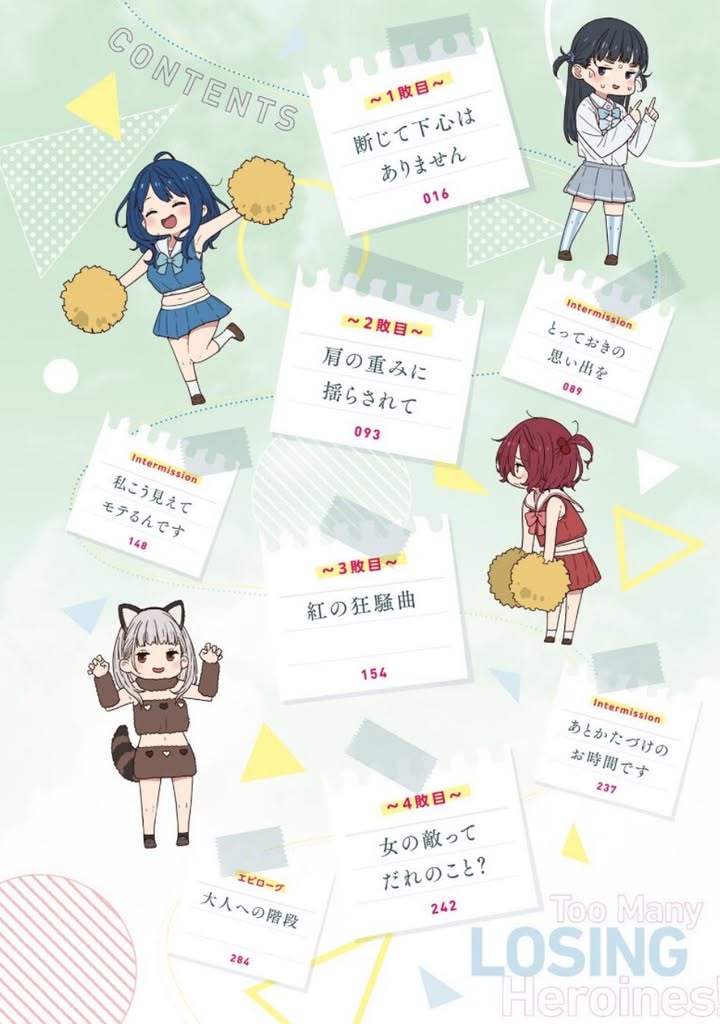 CONTENTS
～1敗目～
断じて下心は
ありません
016
Intermission
とっておきの
思い出を
089
～2敗目～
肩の重みに
揺らされて
093
Intermission
私こう見えて
モテるんです
148
～3敗目～
紅の狂騒曲
154
Intermission
あとかたづけの
お時間です
237
～4敗目～
女の敵って
だれのこと？
242
エピローグ
大人への階段
284
Too Many
LOSING
Heroines!